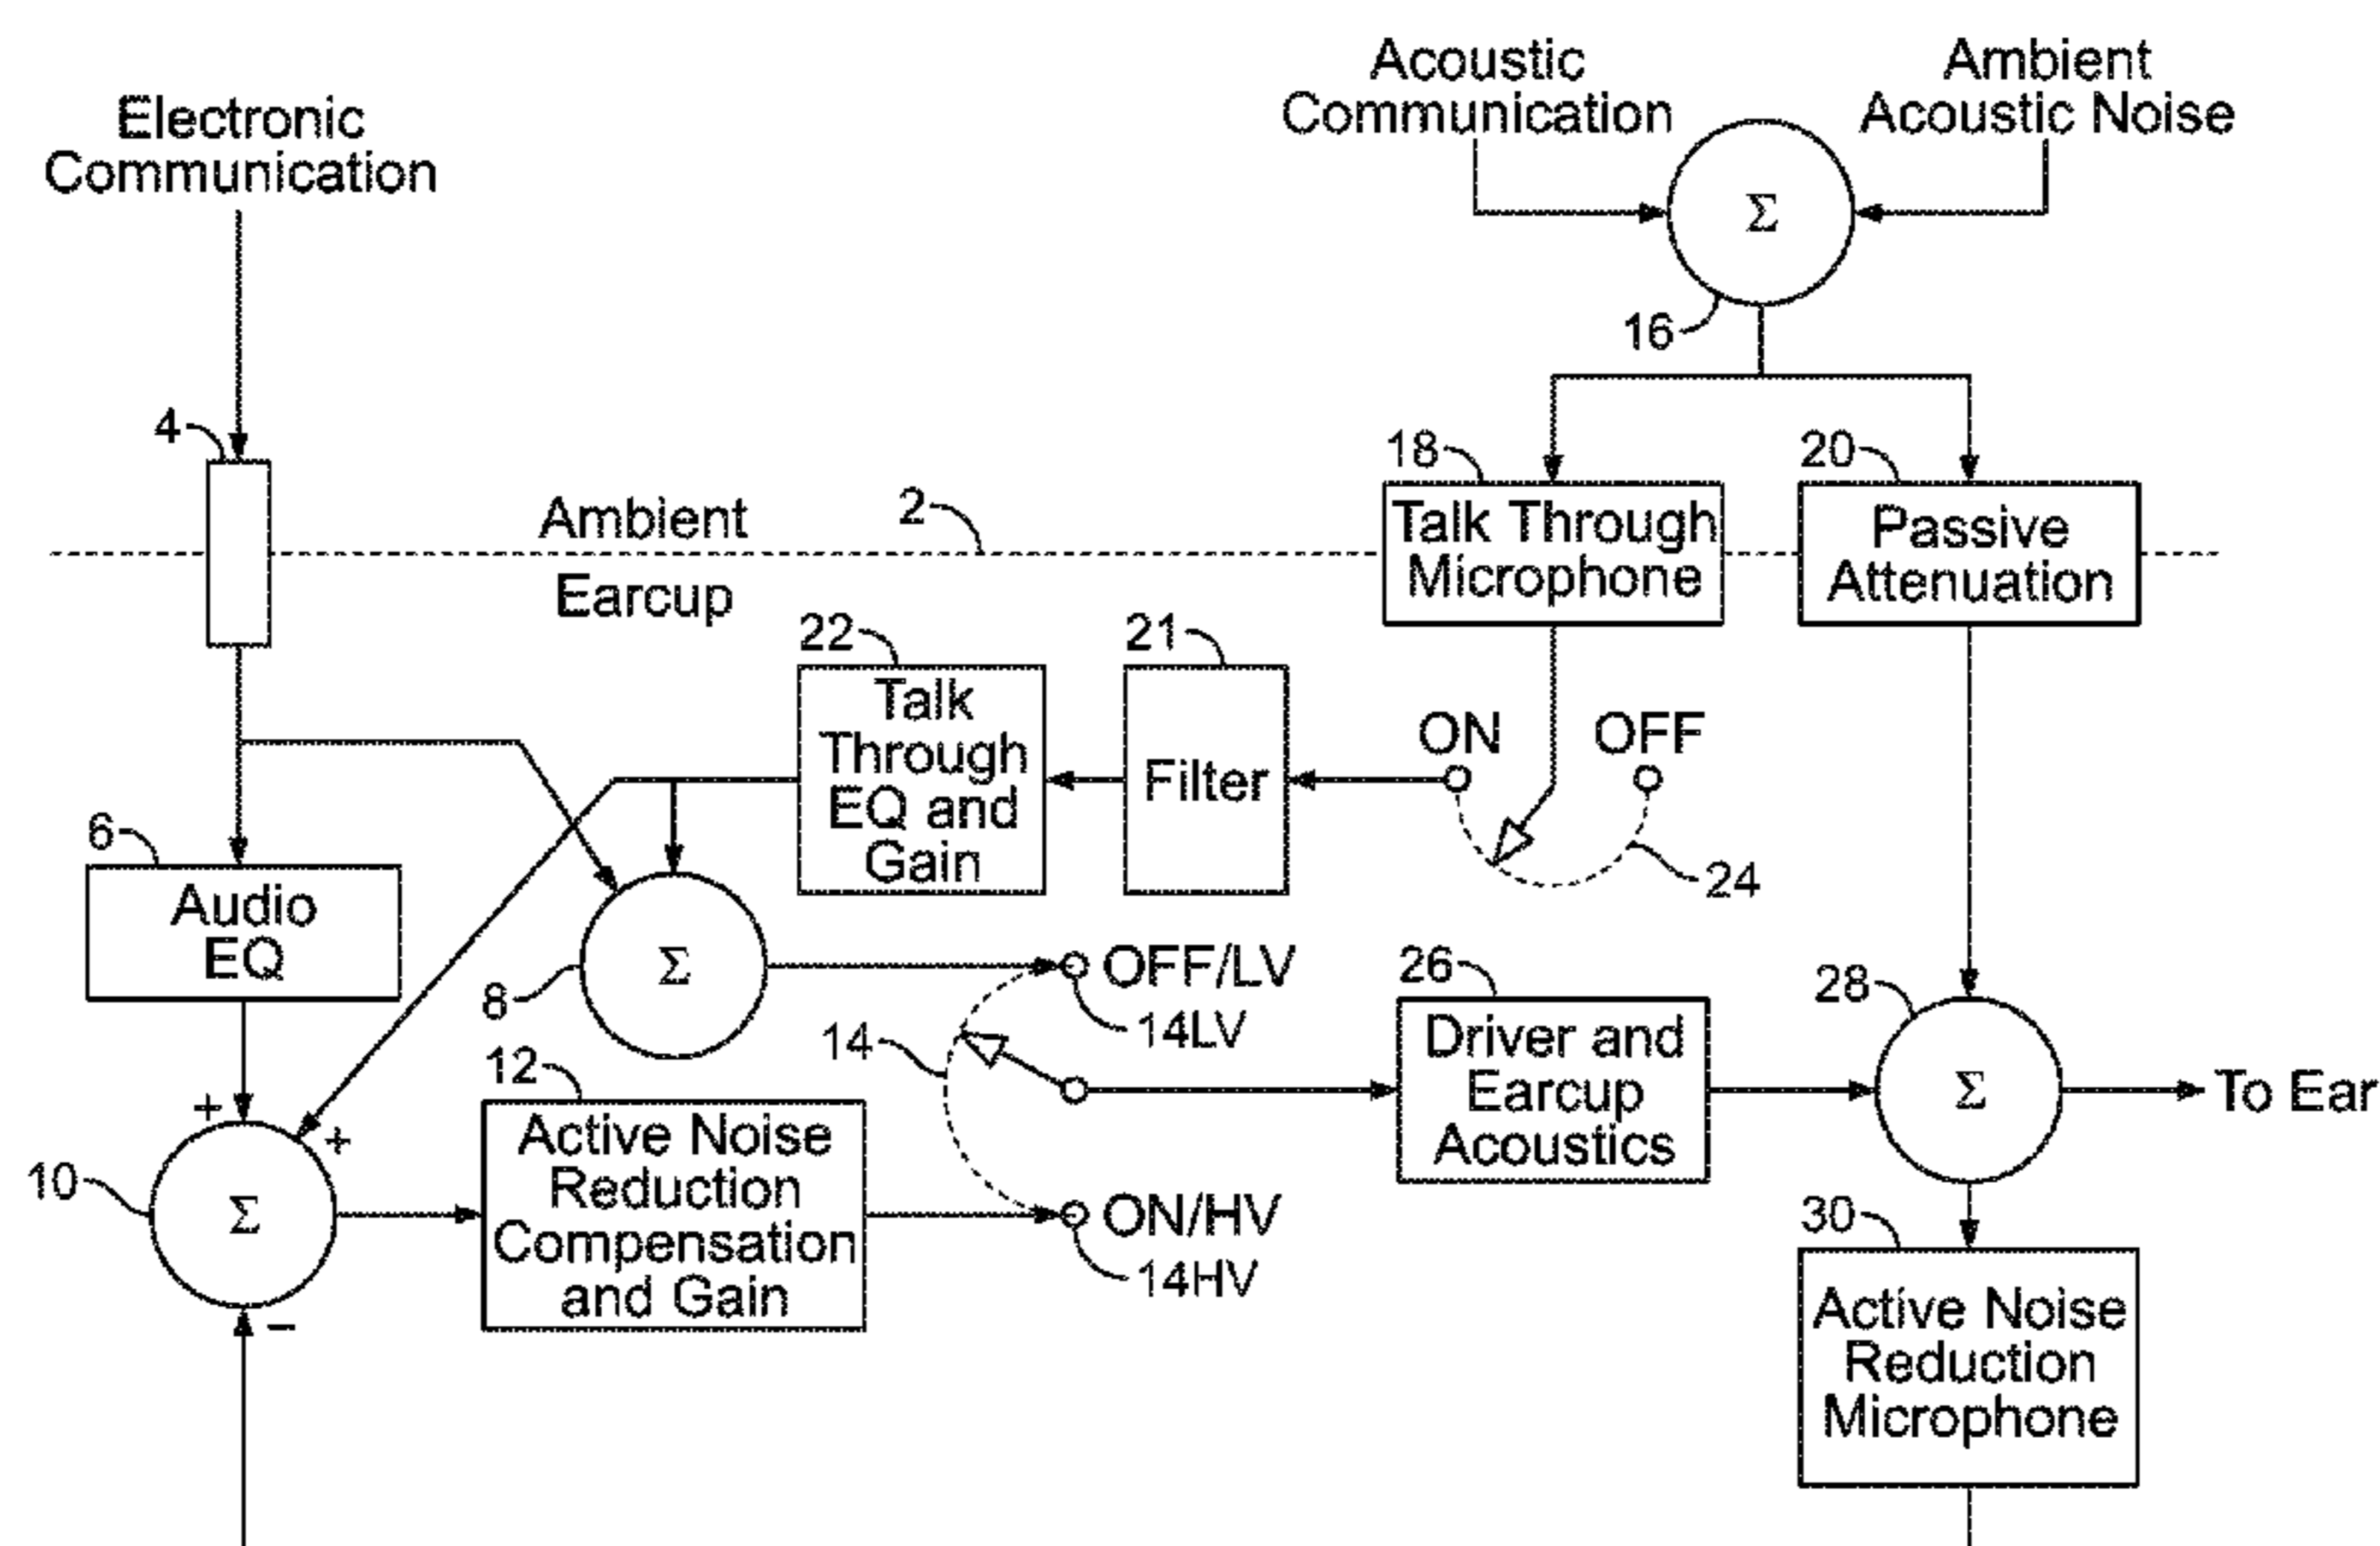 Electronic
Communication
Acoustic
Communication
Ambient
Acoustic Noise
Σ
16
4
Ambient
2
Earcup
18
Talk Through
Microphone
20
Passive
Attenuation
22
Talk
Through
EQ and
Gain
21
Filter
ON
OFF
24
6
Audio
EQ
Σ
8
OFF/LV
14LV
14
26
Driver and
Earcup
Acoustics
28
Σ
To Ear
+
+
10
Σ
−
12
Active Noise
Reduction
Compensation
and Gain
ON/HV
14HV
30
Active Noise
Reduction
Microphone